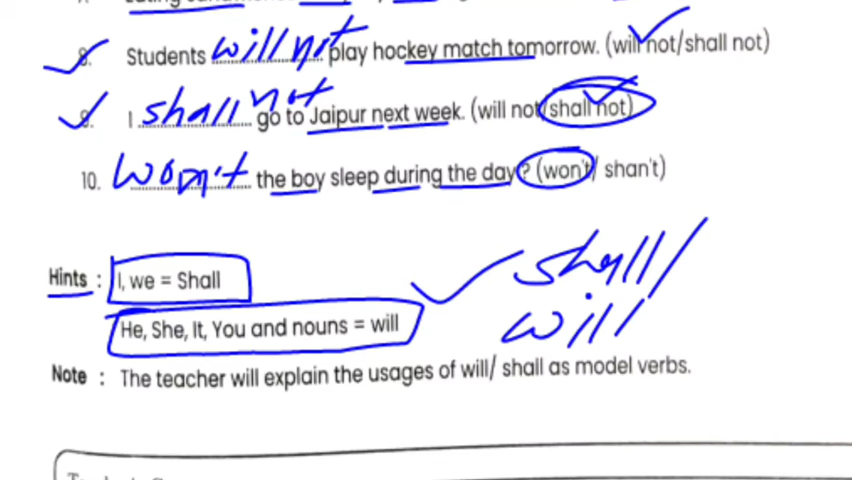 8. Students will not play hockey match tomorrow. (will not/shall not)
9. I shall not go to Jaipur next week. (will not/shall not)
10. Won't the boy sleep during the day? (won't/ shan't)
Hints : I, we = Shall
He, She, It, You and nouns = will
shall/
will
Note : The teacher will explain the usages of will/ shall as model verbs.